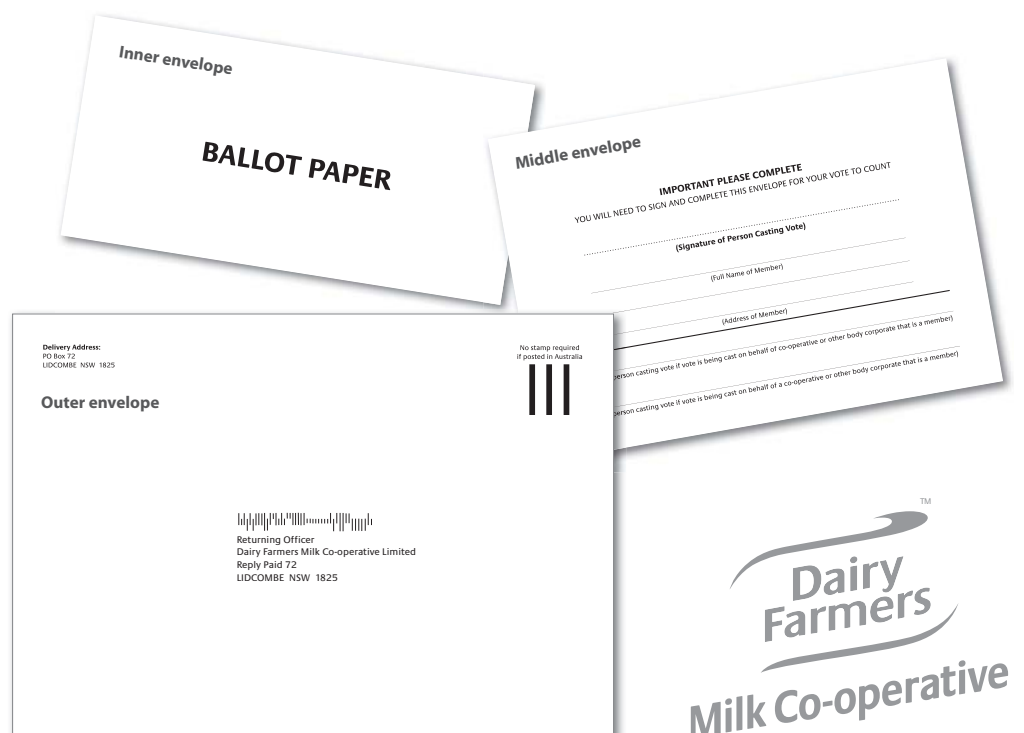 Inner envelope
BALLOT PAPER
Middle envelope
IMPORTANT PLEASE COMPLETE
YOU WILL NEED TO SIGN AND COMPLETE THIS ENVELOPE FOR YOUR VOTE TO COUNT
(Signature of Person Casting Vote)
(Full Name of Member)
(Address of Member)
person casting vote if vote is being cast on behalf of co-operative or other body corporate that is a member)
person casting vote if vote is being cast on behalf of a co-operative or other body corporate that is a member)
Delivery Address:
PO Box 72
LIDCOMBE NSW 1825
No stamp required
if posted in Australia
Outer envelope
Returning Officer
Dairy Farmers Milk Co-operative Limited
Reply Paid 72
LIDCOMBE NSW 1825
TM
Dairy
Farmers
Milk Co-operative